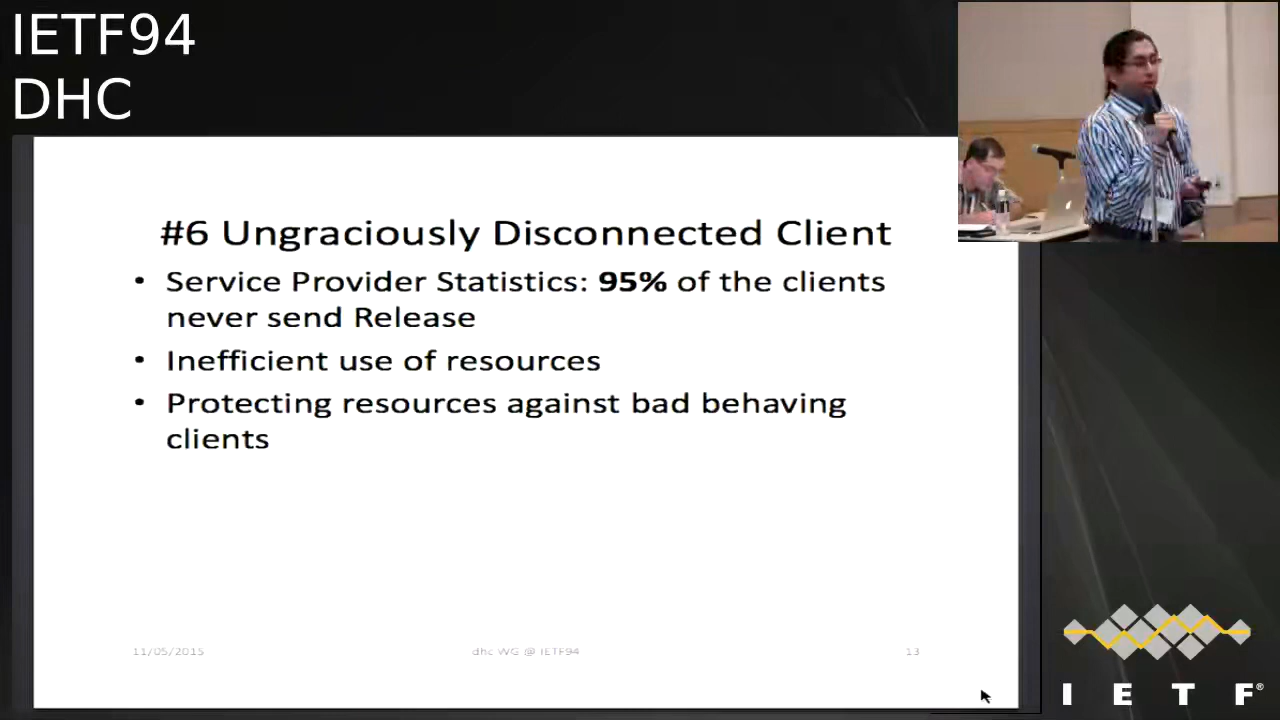 IETF94
DHC
#6 Ungraciously Disconnected Client
• Service Provider Statistics: 95% of the clients
never send Release
• Inefficient use of resources
• Protecting resources against bad behaving
clients
11/05/2015
dhc WG @ IETF94
13
I E T F®